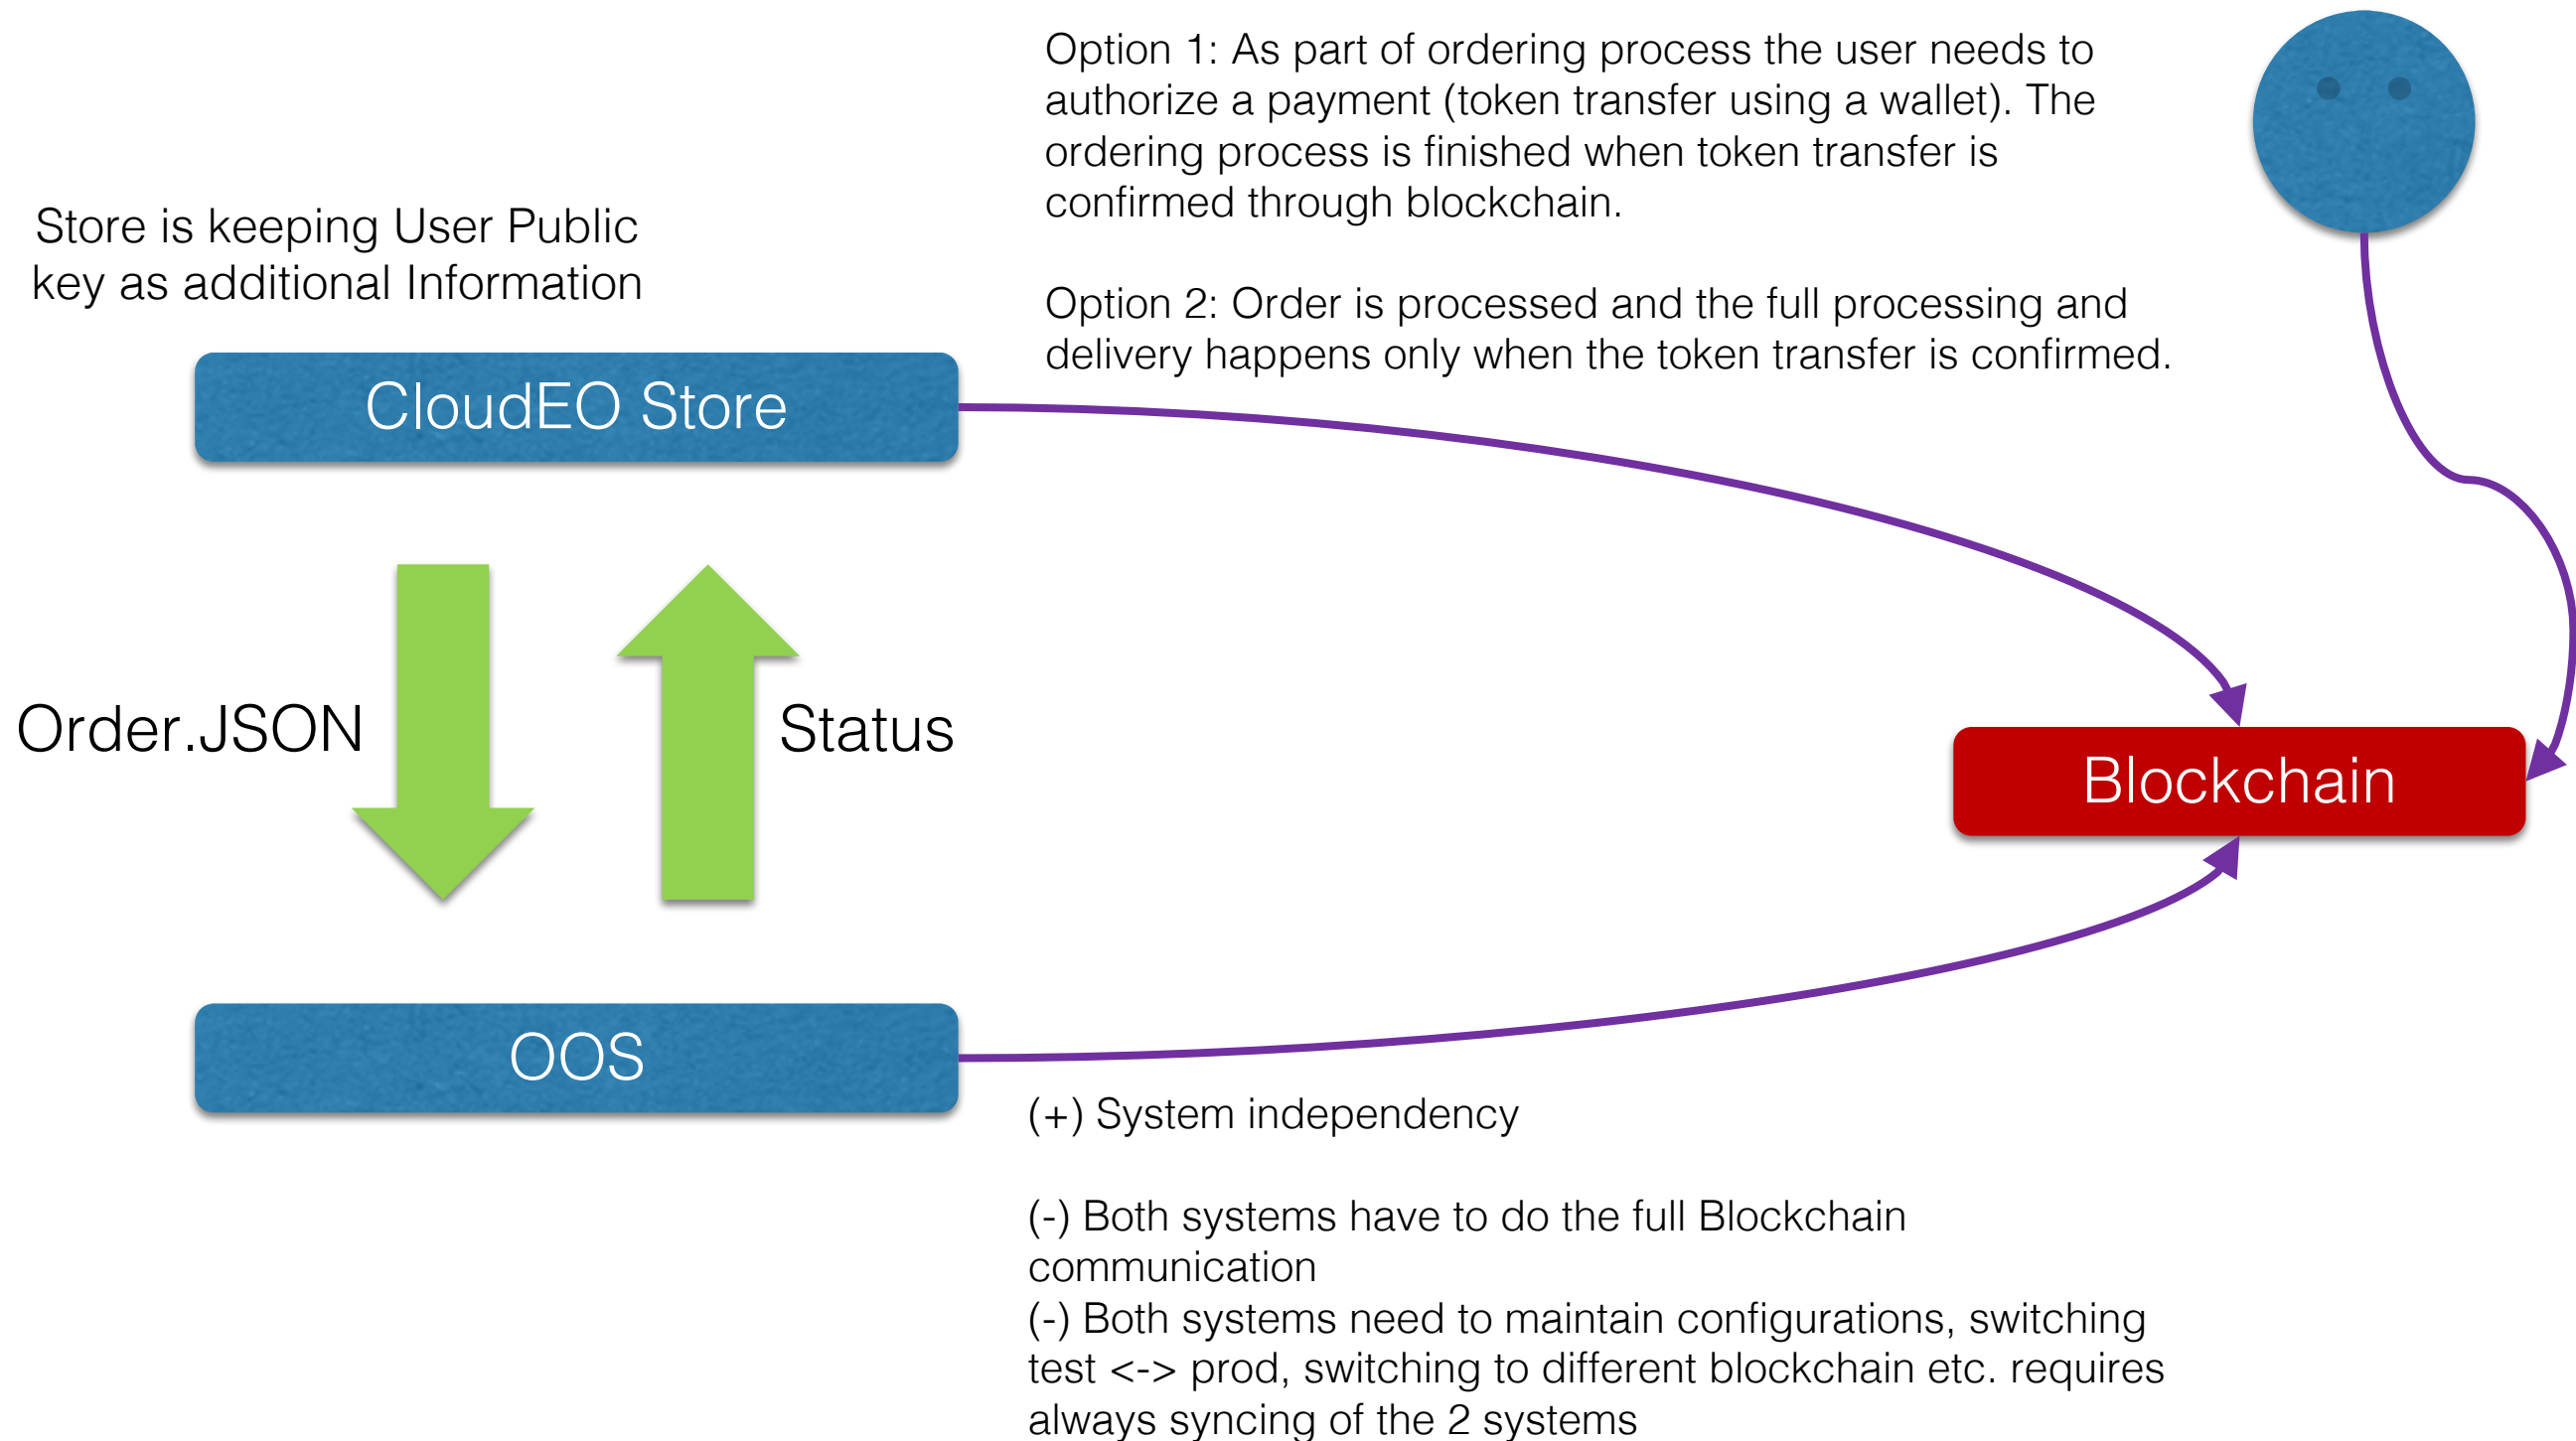 Option 1: As part of ordering process the user needs to
authorize a payment (token transfer using a wallet). The
ordering process is finished when token transfer is
confirmed through blockchain.
Store is keeping User Public
key as additional Information
Option 2: Order is processed and the full processing and
delivery happens only when the token transfer is confirmed.
CloudEO Store
Order.JSON
Status
Blockchain
OOS
(+) System independency
(-) Both systems have to do the full Blockchain
communication
(-) Both systems need to maintain configurations, switching
test <-> prod, switching to different blockchain etc. requires
always syncing of the 2 systems